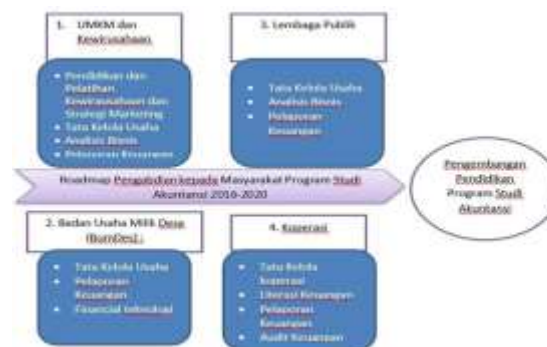 1. UMKM dan
Kewirusahaan
• Pendidikan dan
Pelatihan
Kewirausahaan dan
Strategi Marketing
• Tata Kelola Usaha
• Analisis Bisnis
• Pelaporan Keuangan
3. Lembaga Publik
• Tata Kelola Usaha
• Analisis Bisnis
• Pelaporan
Keuangan
Roadmap Pengabdian kepada Masyarakat Program Studi
Akuntansi 2016-2020
Pengembangan
Pendidikan
Program Studi
Akuntansi
2. Badan Usaha Milik Desa
(BumDes) :
• Tata Kelola Usaha
• Pelaporan
Keuangan
• Financial
4. Koperasi
• Tata Kelola
koperasi
• Literasi Keuangan
• Pelaporan
Keuangan
• Audit Keuangan